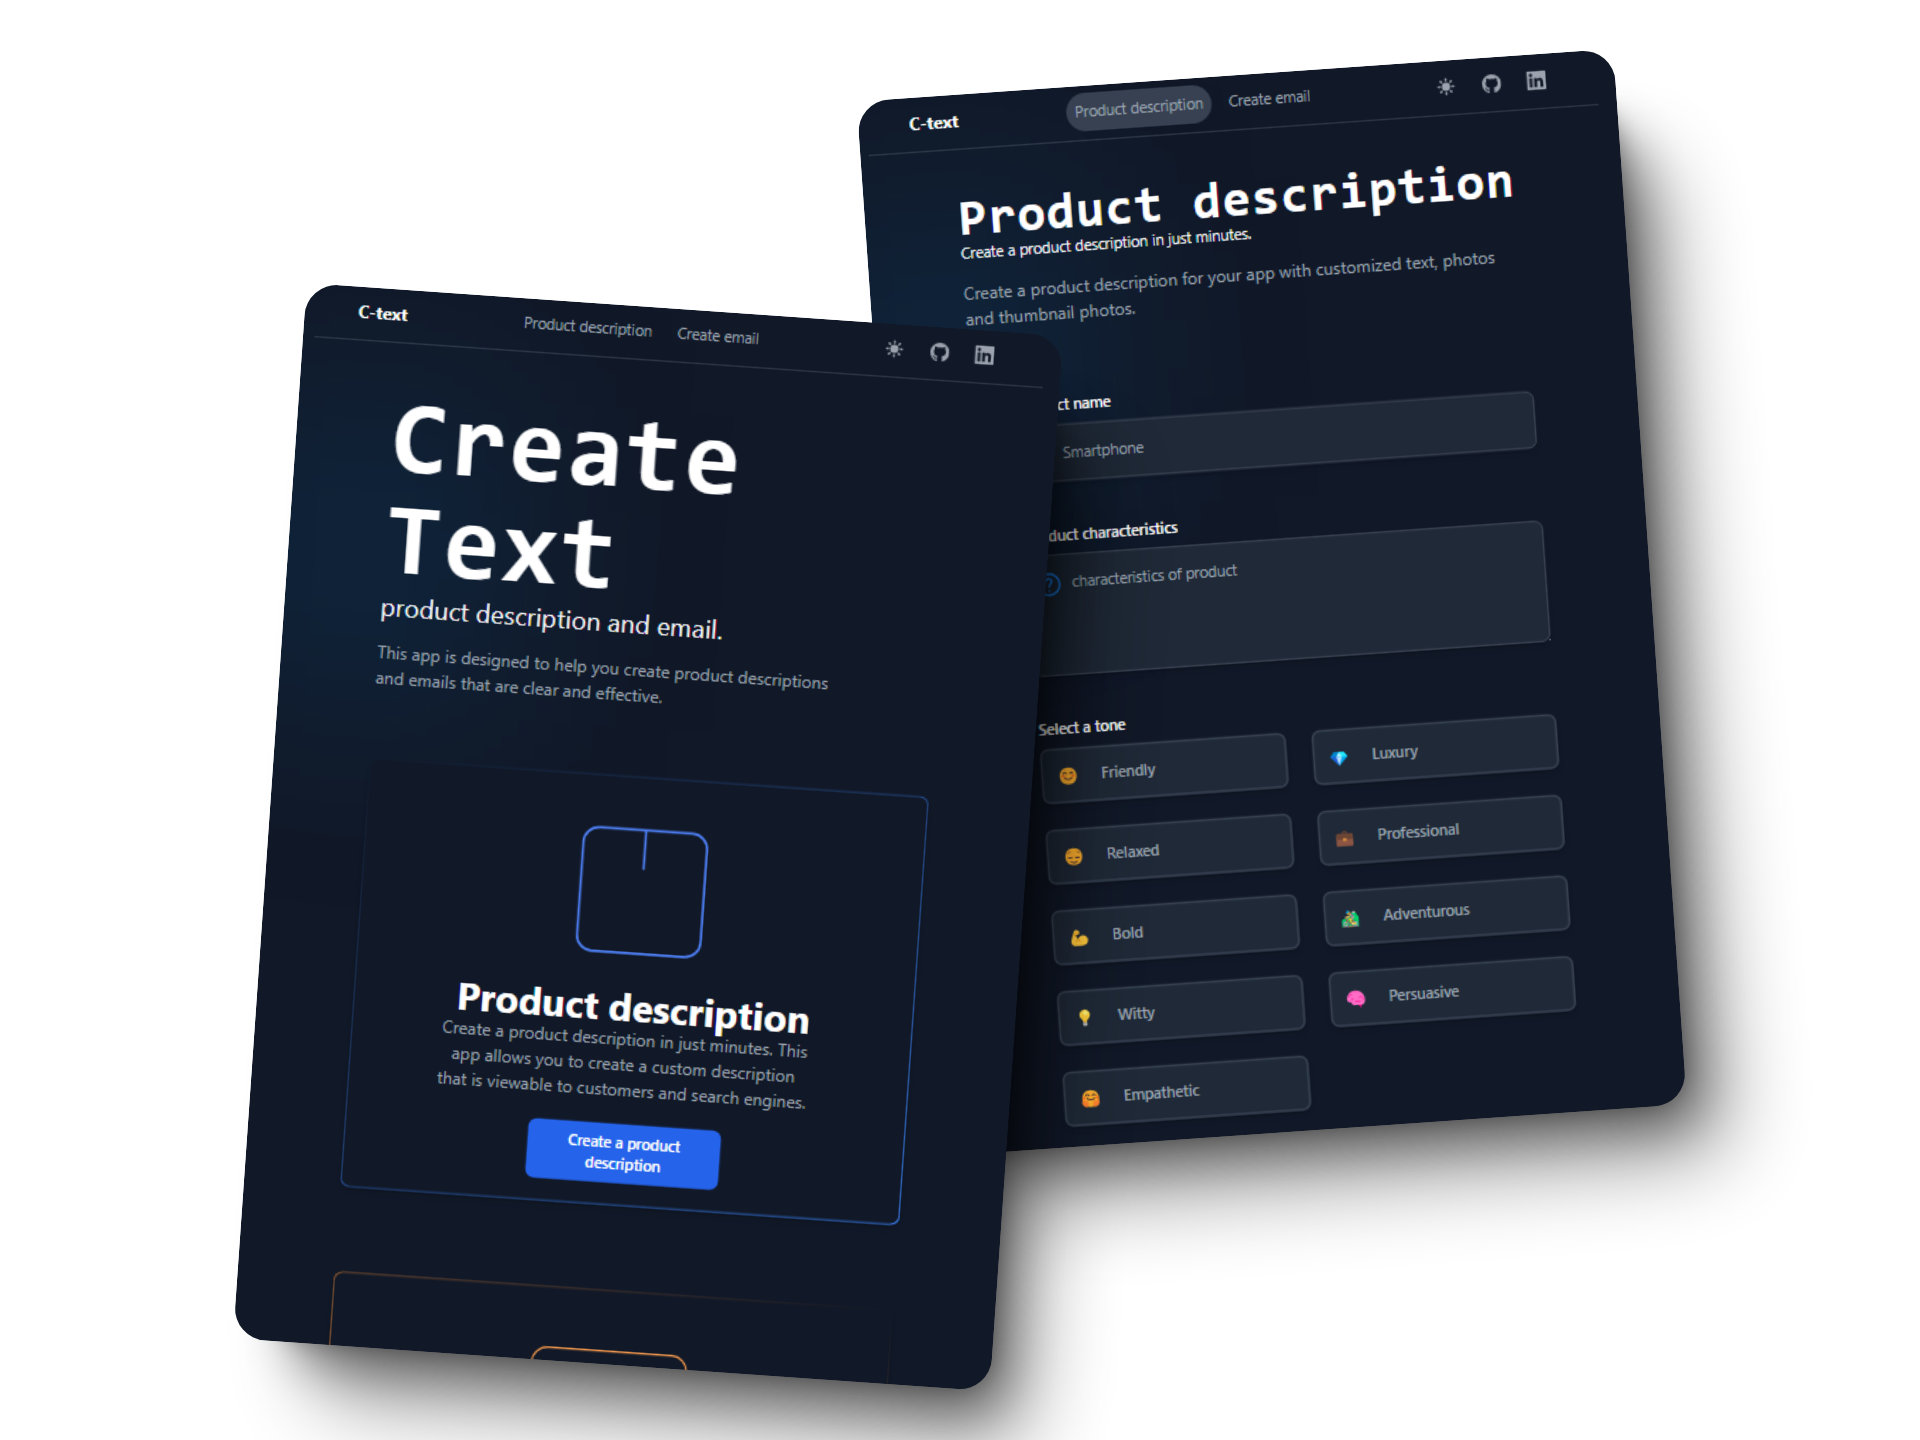 C-text
Product description
Create email
Create
Text
product description and email.
This app is designed to help you create product descriptions
and emails that are clear and effective.
Product description
Create a product description in just minutes. This
app allows you to create a custom description
that is viewable to customers and search engines.
Create a product
description
C-text
Product description
Create email
in
Product description
Create a product description in just minutes.
Create a product description for your app with customized text, photos
and thumbnail photos.
ct name
Smartphone
duct characteristics
characteristics of product
Select a tone
Friendly
Luxury
Relaxed
Professional
Bold
Adventurous
Witty
Persuasive
Empathetic